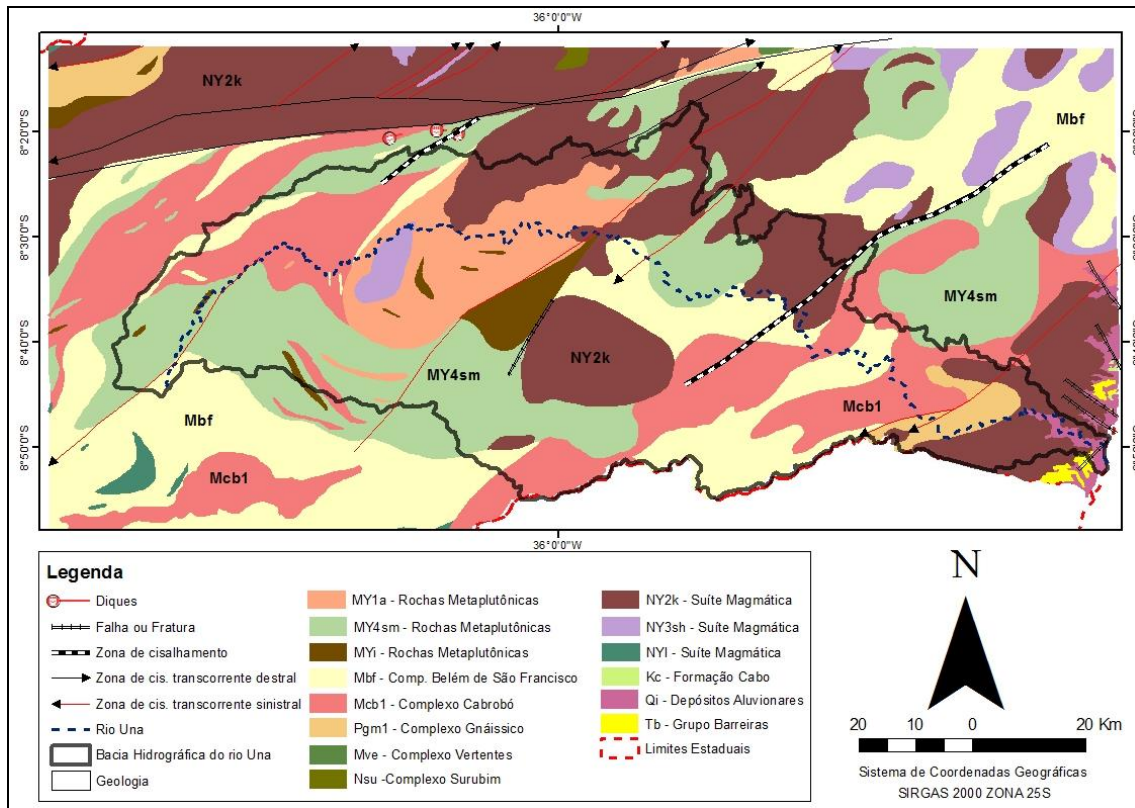 36°0'0"W
NY2k
Mbf
8°20'0"S
8°30'0"S
MY4sm
8°40'0"S
NY2k
MY4sm
Mbf
Mcb1
8°50'0"S
Mcb1
36°0'0"W
Legenda
Diques
Falha ou Fratura
Zona de cisalhamento
Zona de cis. transcorrente destral
Zona de cis. transcorrente sinistral
Rio Una
Bacia Hidrográfica do rio Una
Geologia
MY1a - Rochas Metaplutônicas
MY4sm - Rochas Metaplutônicas
MYi - Rochas Metaplutônicas
Mbf - Comp. Belém de São Francisco
Mcb1 - Complexo Cabrobó
Pgm1 - Complexo Gnáissico
Mve - Complexo Vertentes
Nsu -Complexo Surubim
NY2k - Suíte Magmática
NY3sh - Suíte Magmática
NYI - Suíte Magmática
Kc - Formação Cabo
Qi - Depósitos Aluvionares
Tb - Grupo Barreiras
Limites Estaduais
N
20 10 0 20 Km
Sistema de Coordenadas Geográficas
SIRGAS 2000 ZONA 25S